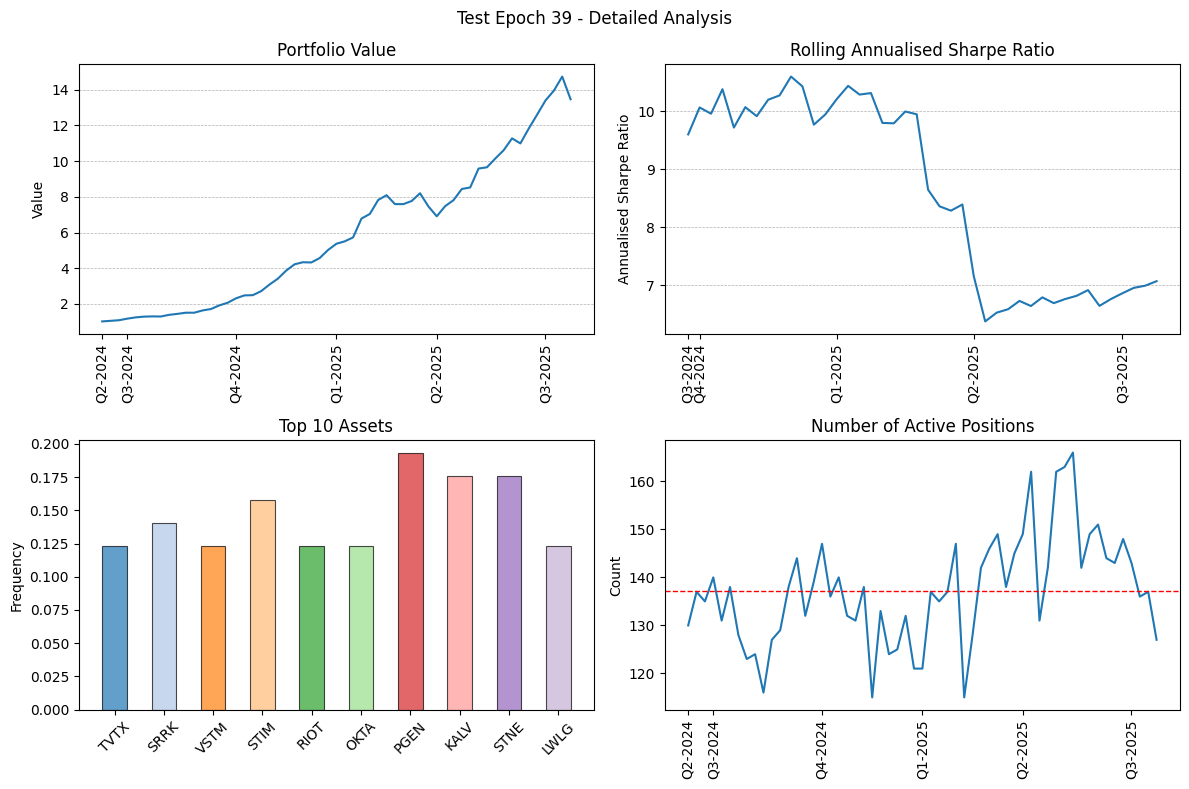 Test Epoch 39 - Detailed Analysis
Portfolio Value
Value
14
12
10
8
6
4
2
Q2-2024
Q3-2024
Q4-2024
Q1-2025
Q2-2025
Q3-2025
Rolling Annualised Sharpe Ratio
Annualised Sharpe Ratio
10
9
8
7
Q3-2024
Q4-2024
Q1-2025
Q2-2025
Q3-2025
Top 10 Assets
Frequency
0.200
0.175
0.150
0.125
0.100
0.075
0.050
0.025
0.000
TVTX
SRRK
VSTM
STIM
RIOT
OKTA
PGEN
KALV
STNE
LWLG
Number of Active Positions
Count
160
150
140
130
120
Q2-2024
Q3-2024
Q4-2024
Q1-2025
Q2-2025
Q3-2025